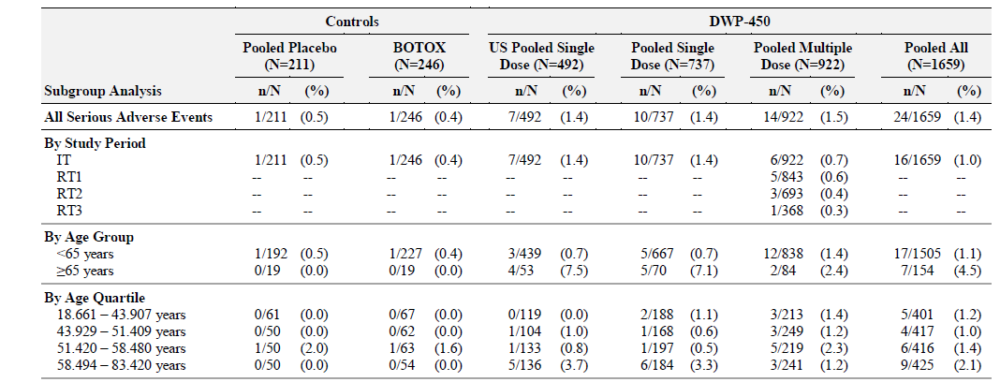 Controls DWP-450
Pooled Placebo BOTOX US Pooled Single Pooled Single Pooled Multiple Pooled All
(N=211) (N=246) Dose (N=492) Dose (N=737) Dose (N=922) (N=1659)
Subgroup Analysis n/N (%) n/N (%) n/N (%) n/N (%) n/N (%) n/N (%)
All Serious Adverse Events 1/211 (0.5) 1/246 (0.4) 7/492 (1.4) 10/737 (1.4) 14/922 (1.5) 24/1659 (1.4)
By Study Period
IT 1/211 (0.5) 1/246 (0.4) 7/492 (1.4) 10/737 (1.4) 6/922 (0.7) 16/1659 (1.0)
RT1 -- -- -- -- -- -- -- -- 5/843 (0.6) -- --
RT2 -- -- -- -- -- -- -- -- 3/693 (0.4) -- --
RT3 -- -- -- -- -- -- -- -- 1/368 (0.3) -- --
By Age Group
<65 years 1/192 (0.5) 1/227 (0.4) 3/439 (0.7) 5/667 (0.7) 12/838 (1.4) 17/1505 (1.1)
≥65 years 0/19 (0.0) 0/19 (0.0) 4/53 (7.5) 5/70 (7.1) 2/84 (2.4) 7/154 (4.5)
By Age Quartile
18.661 – 43.907 years 0/61 (0.0) 0/67 (0.0) 0/119 (0.0) 2/188 (1.1) 3/213 (1.4) 5/401 (1.2)
43.929 – 51.409 years 0/50 (0.0) 0/62 (0.0) 1/104 (1.0) 1/168 (0.6) 3/249 (1.2) 4/417 (1.0)
51.420 – 58.480 years 1/50 (2.0) 1/63 (1.6) 1/133 (0.8) 1/197 (0.5) 5/219 (2.3) 6/416 (1.4)
58.494 – 83.420 years 0/50 (0.0) 0/54 (0.0) 5/136 (3.7) 6/184 (3.3) 3/241 (1.2) 9/425 (2.1)